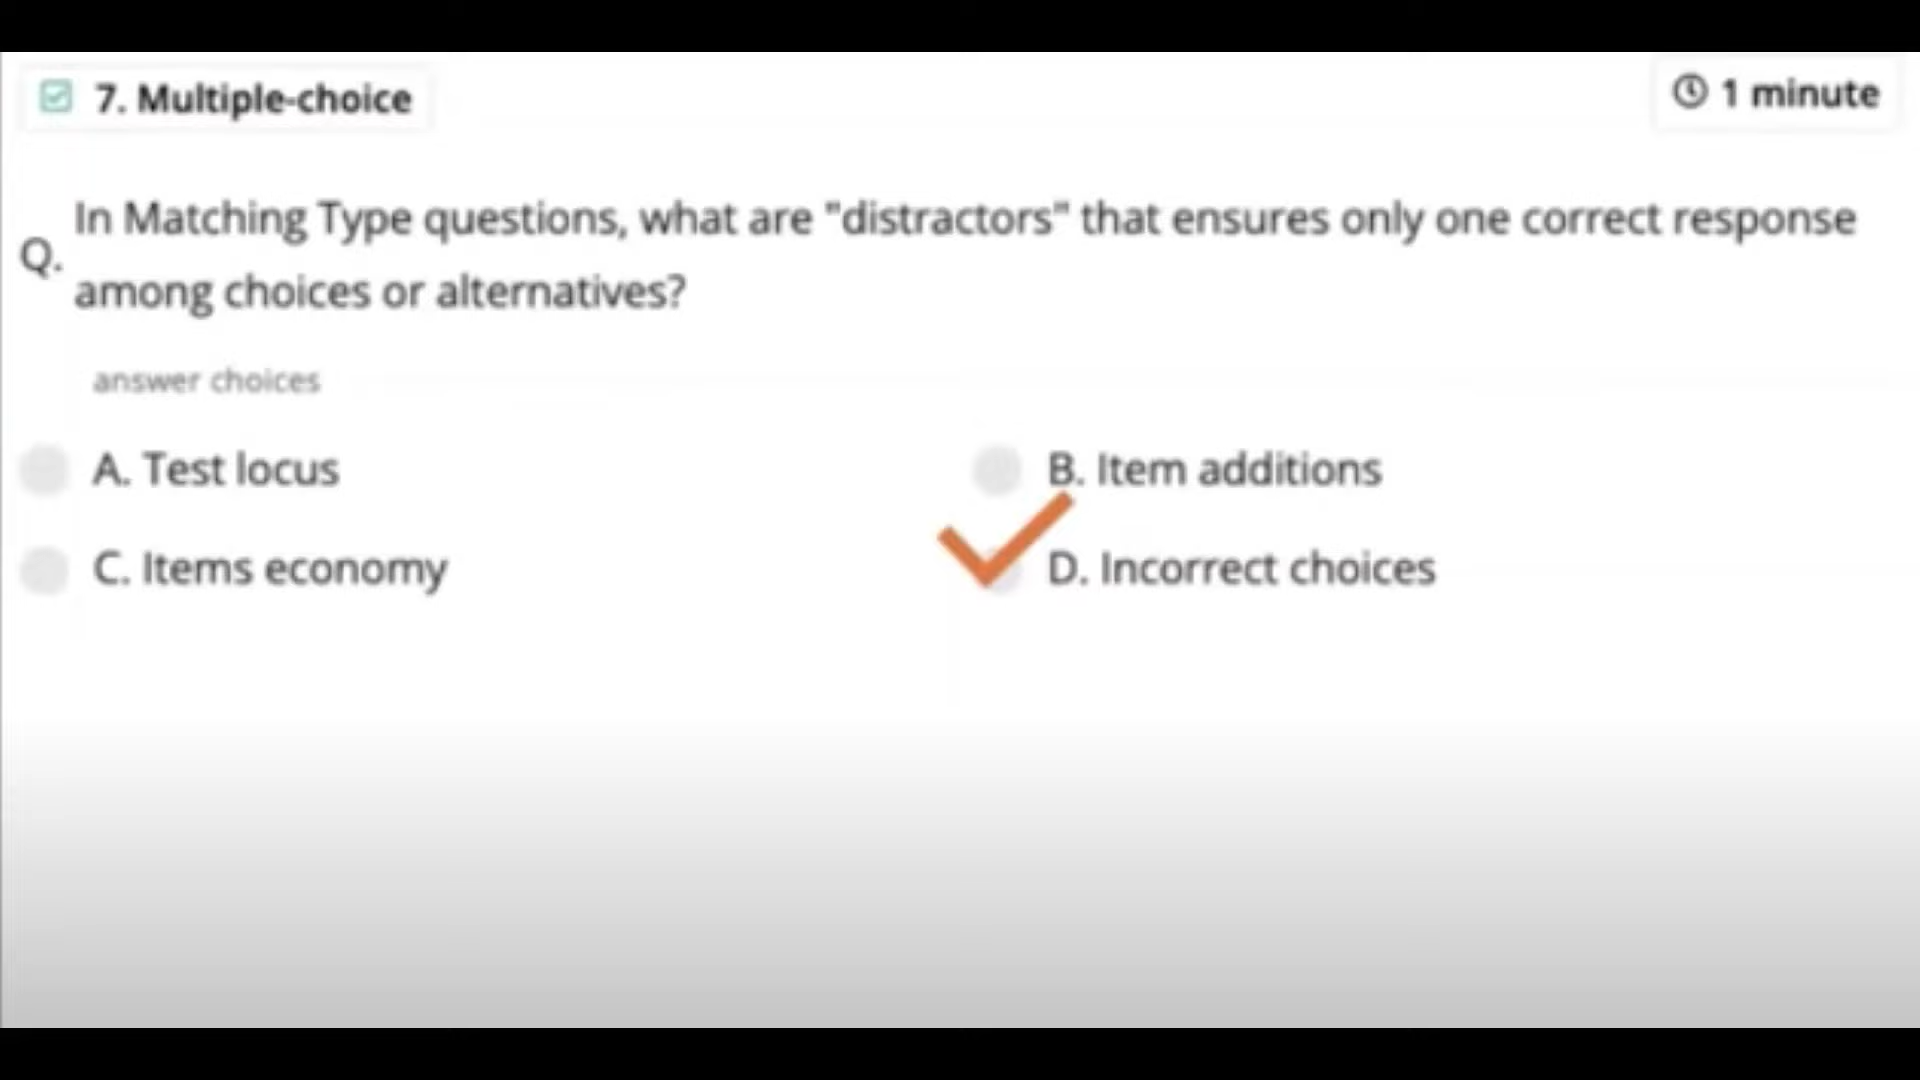 7. Multiple-choice
1 minute
Q. In Matching Type questions, what are "distractors" that ensures only one correct response
among choices or alternatives?
answer choices
A. Test locus
B. Item additions
C. Items economy
D. Incorrect choices